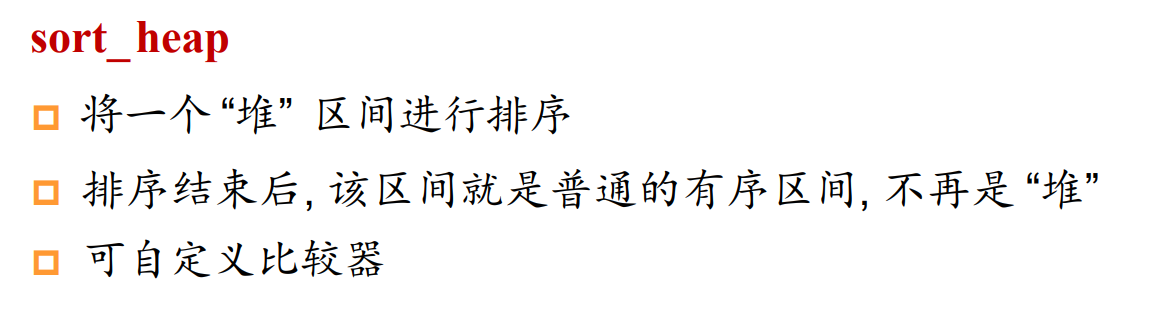 sort_heap
将一个“堆” 区间进行排序
排序结束后, 该区间就是普通的有序区间, 不再是“堆”
可自定义比较器